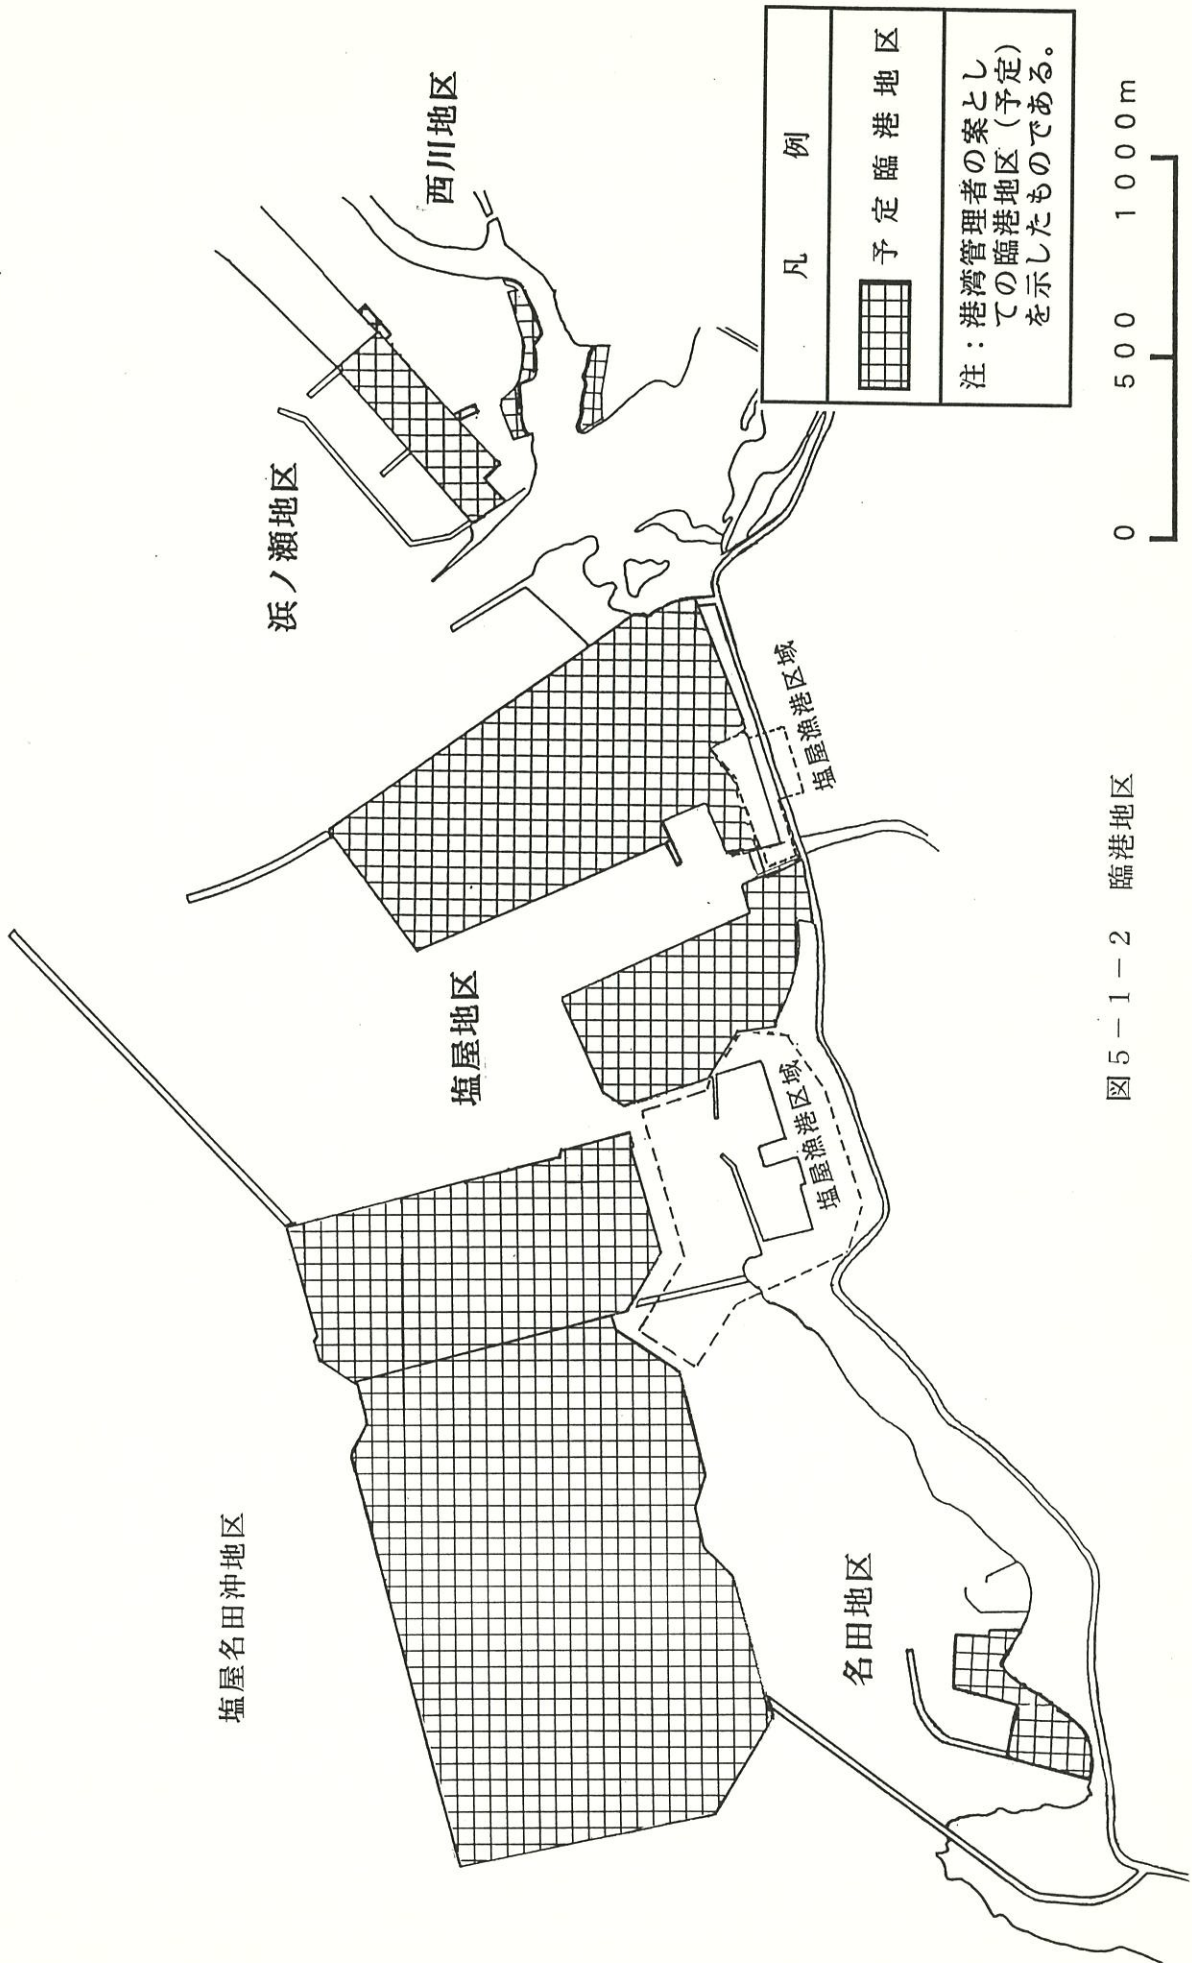 西川地区
浜ノ瀬地区
塩屋地区
塩屋名田沖地区
名田地区
塩屋漁港区域
塩屋漁港区域
凡例
予定臨港地区
注:港湾管理者の案とし
ての臨港地区(予定)
を示したものである。
0 500 1000m
図5-1-2 臨港地区